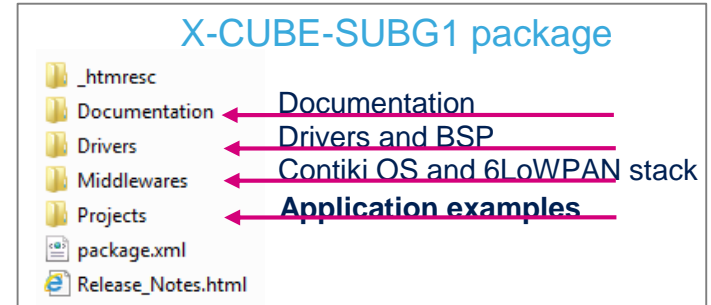 X-CUBE-SUBG1 package
_htmresc
Documentation Documentation
Drivers Drivers and BSP
Middlewares Contiki OS and 6LoWPAN stack
Projects Application examples
package.xml
Release_Notes.html